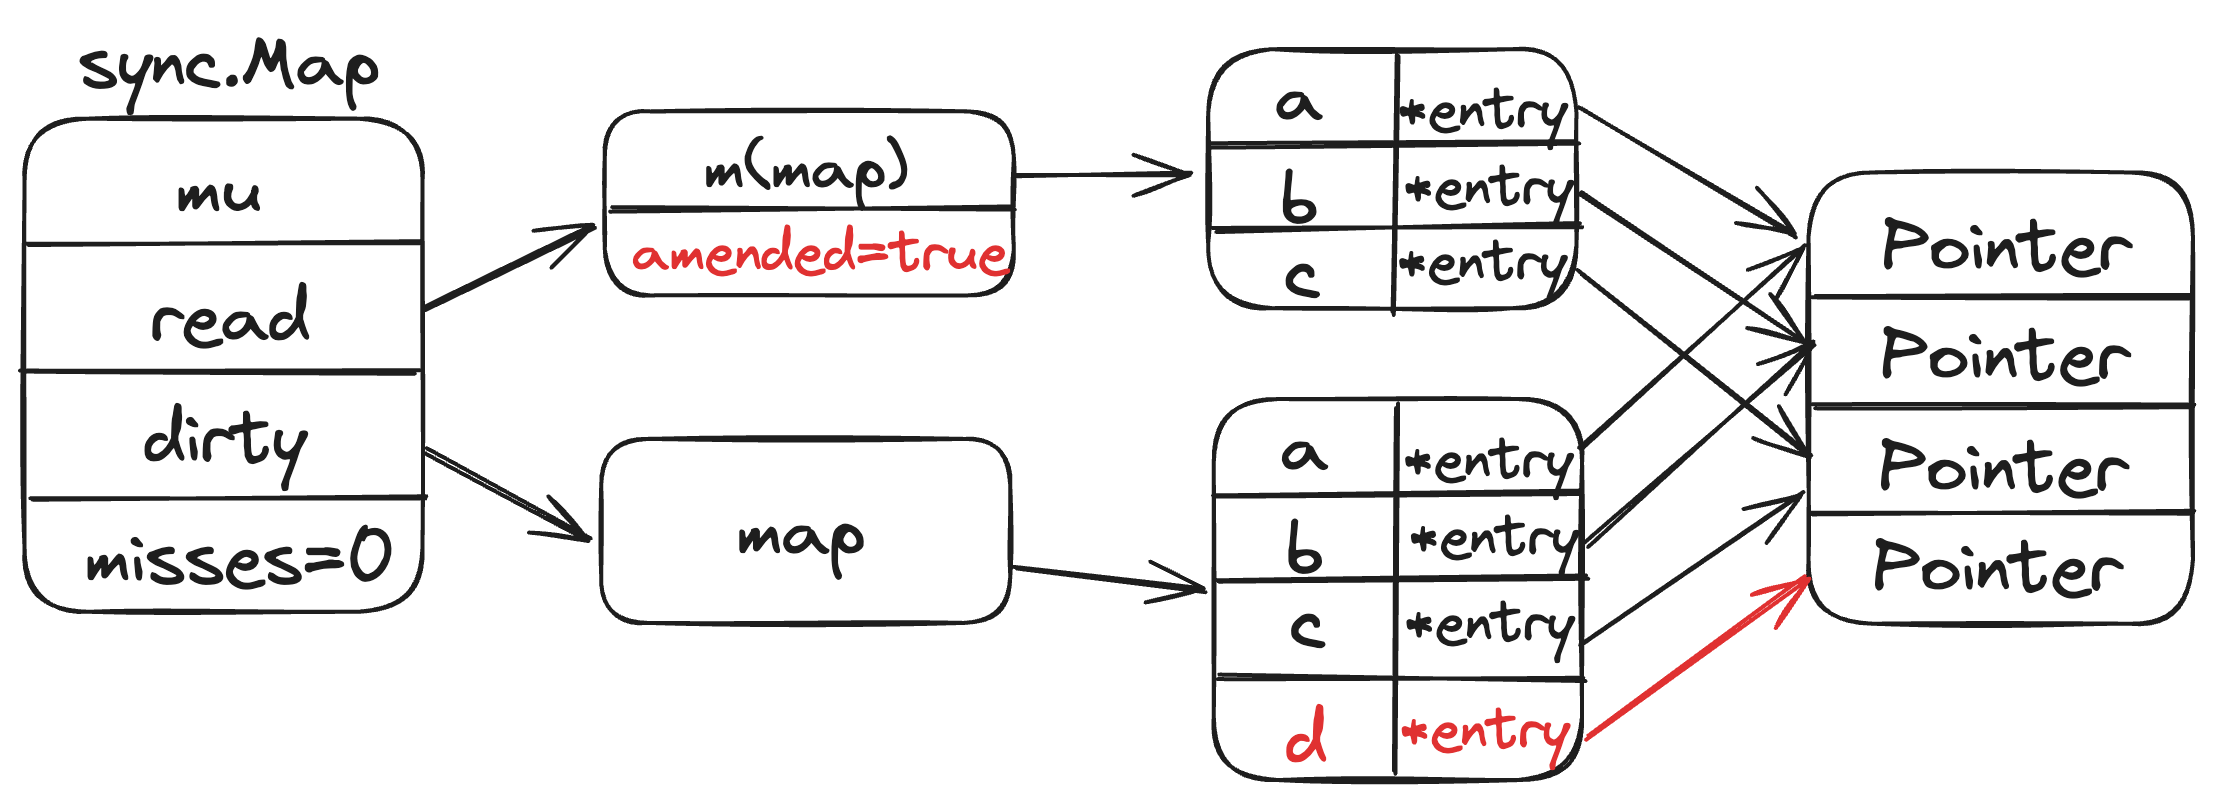 sync.Map
mu
read
dirty
misses=0
m(map)
amended=true
map
a *entry
b *entry
c *entry
a *entry
b *entry
c *entry
d *entry
Pointer
Pointer
Pointer
Pointer